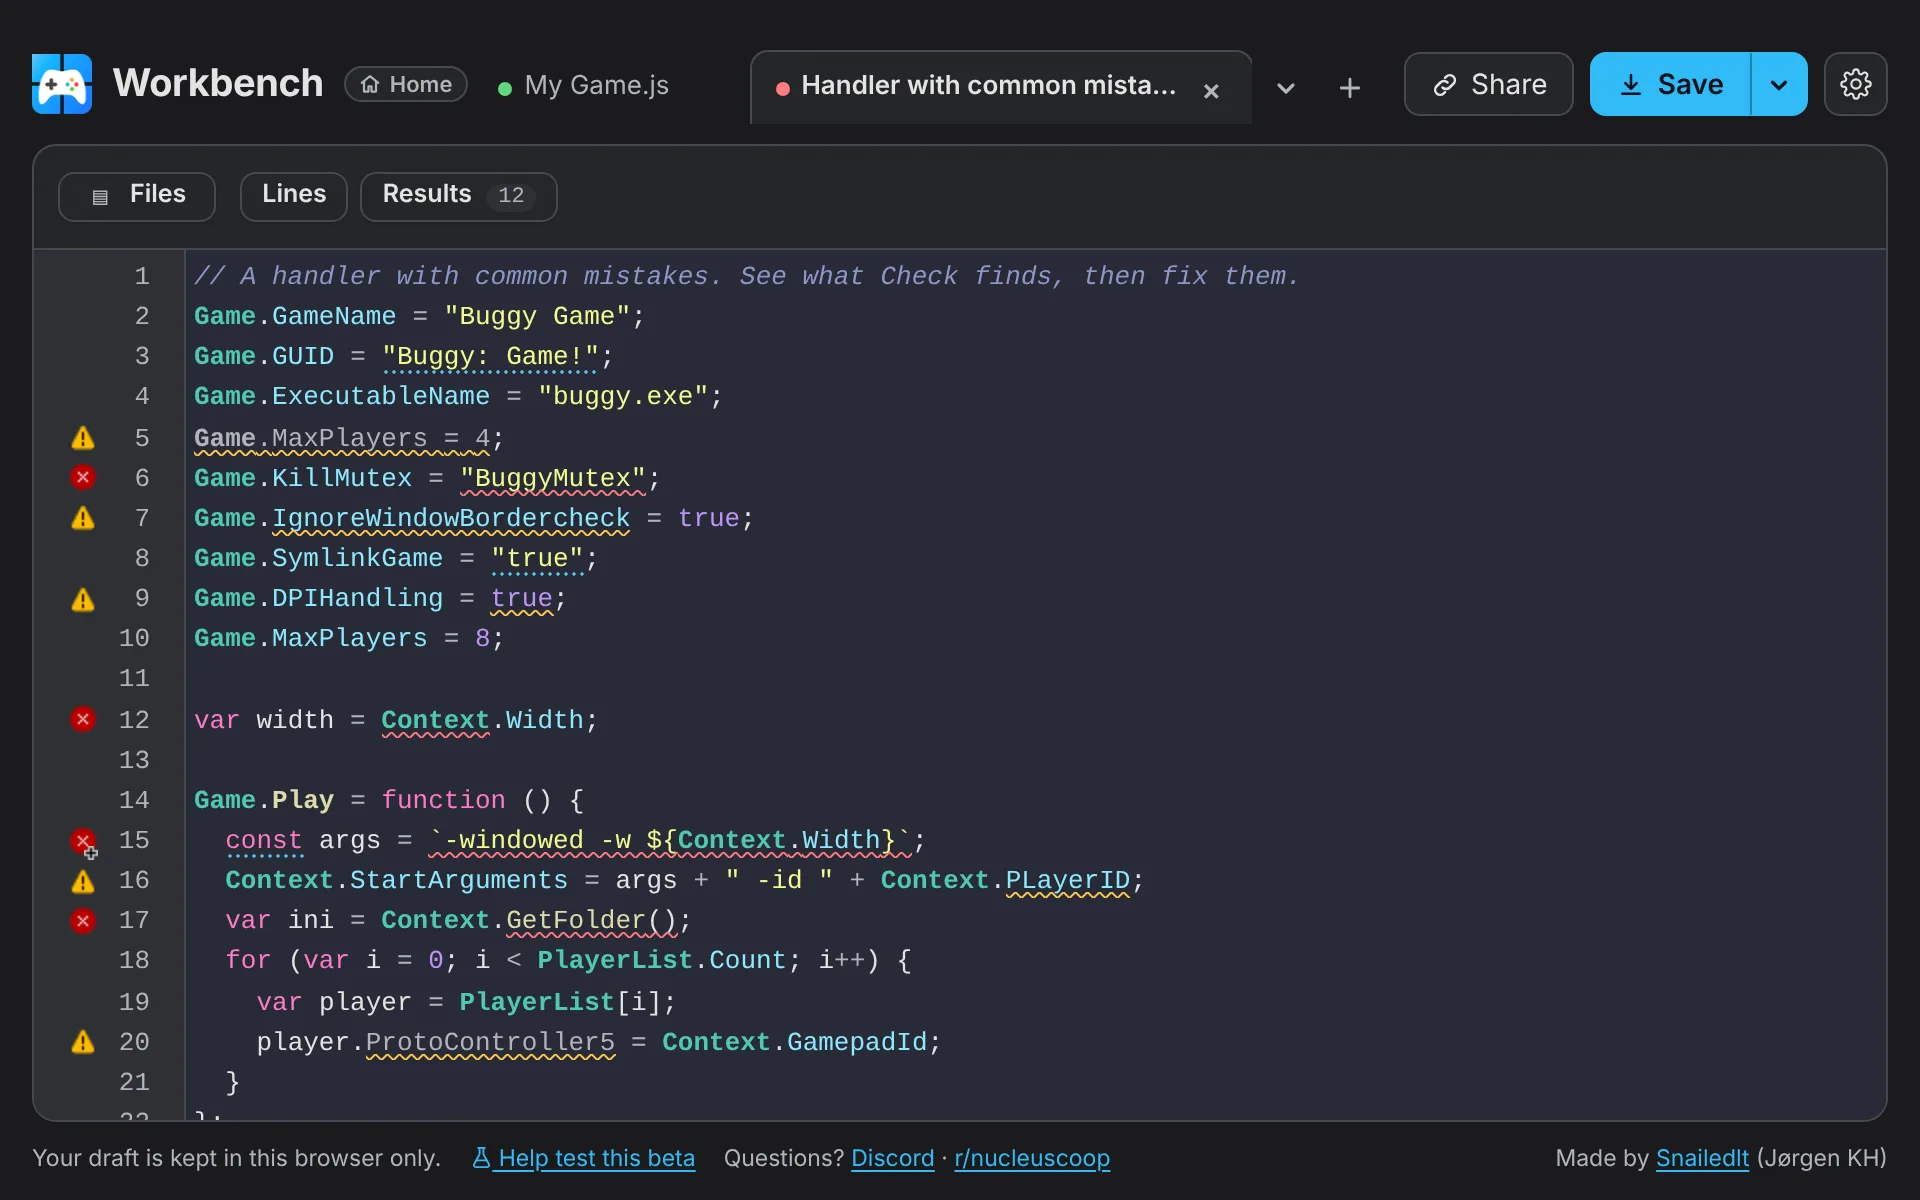 Workbench
Home
My Game.js
Handler with common mista...
Share
Save
Files
Lines
Results 12
1 // A handler with common mistakes. See what Check finds, then fix them.
2 Game.GameName = "Buggy Game";
3 Game.GUID = "Buggy: Game!";
4 Game.ExecutableName = "buggy.exe";
5 Game.MaxPlayers = 4;
6 Game.KillMutex = "BuggyMutex";
7 Game.IgnoreWindowBordercheck = true;
8 Game.SymlinkGame = "true";
9 Game.DPIHandling = true;
10 Game.MaxPlayers = 8;
11
12 var width = Context.Width;
13
14 Game.Play = function () {
15   const args = `-windowed -w ${Context.Width}`;
16   Context.StartArguments = args + " -id " + Context.PLayerID;
17   var ini = Context.GetFolder();
18   for (var i = 0; i < PlayerList.Count; i++) {
19     var player = PlayerList[i];
20     player.ProtoController5 = Context.GamepadId;
21   }
22 };
Your draft is kept in this browser only. Help test this beta Questions? Discord · r/nucleuscoop Made by SnailedIt (Jørgen KH)